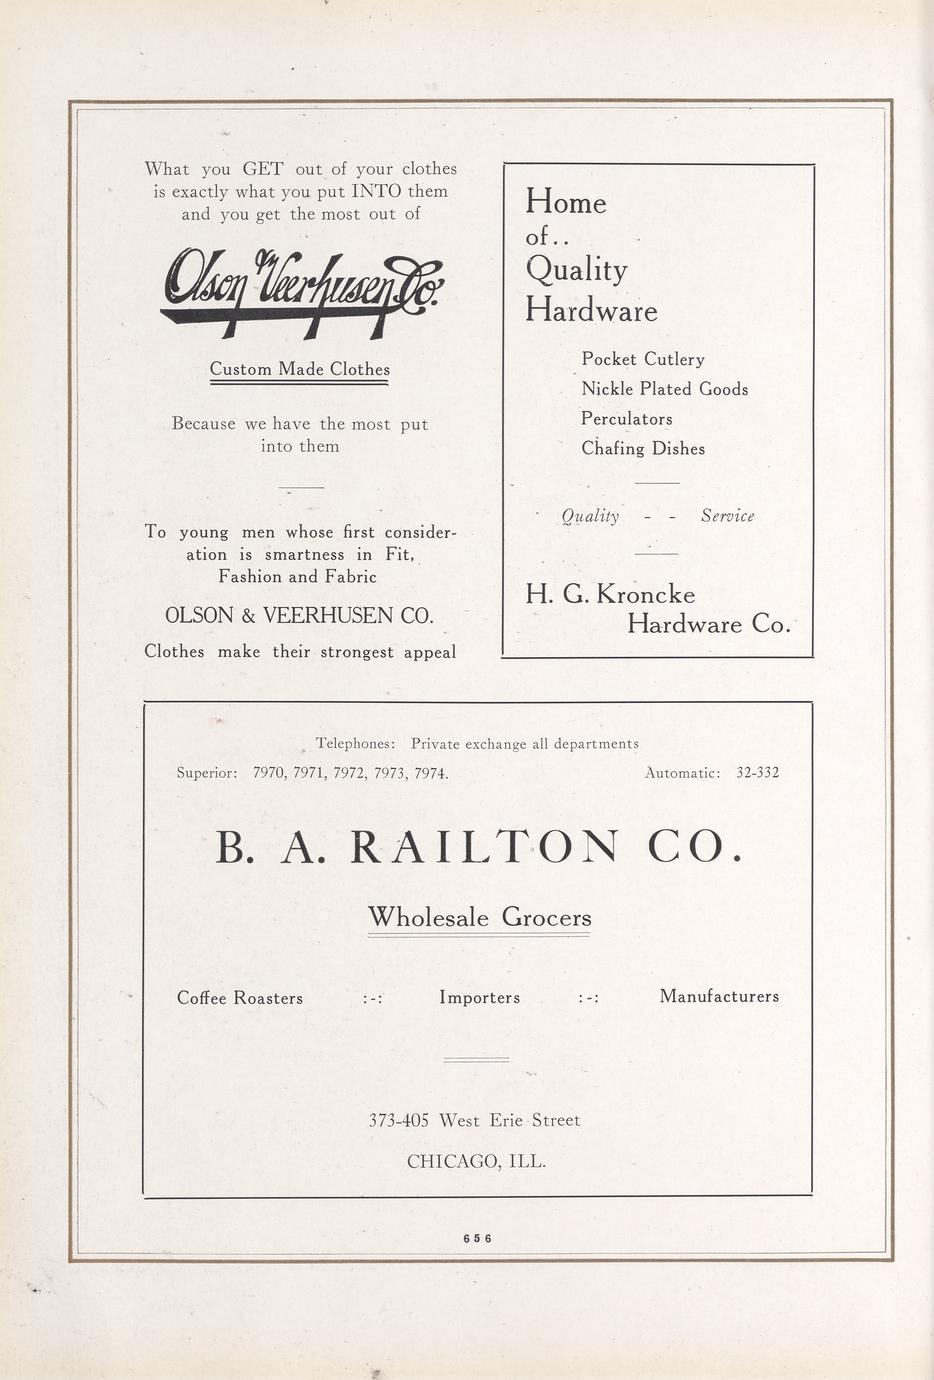 What you GET out of your clothes
is exactly what you put INTO them
and you get the most out of
Olson & Veerhusen Co.
Custom Made Clothes
Because we have the most put
into them
To young men whose first consider-
ation is smartness in Fit,
Fashion and Fabric
OLSON & VEERHUSEN CO.
Clothes make their strongest appeal
Home
of..
Quality
Hardware
Pocket Cutlery
Nickle Plated Goods
Perculators
Chafing Dishes
Quality - - Service
H. G. Kroncke
Hardware Co.
Telephones: Private exchange all departments
Superior: 7970, 7971, 7972, 7973, 7974. Automatic: 32-332
B. A. RAILTON CO.
Wholesale Grocers
Coffee Roasters :-: Importers :-: Manufacturers
373-405 West Erie Street
CHICAGO, ILL.
656